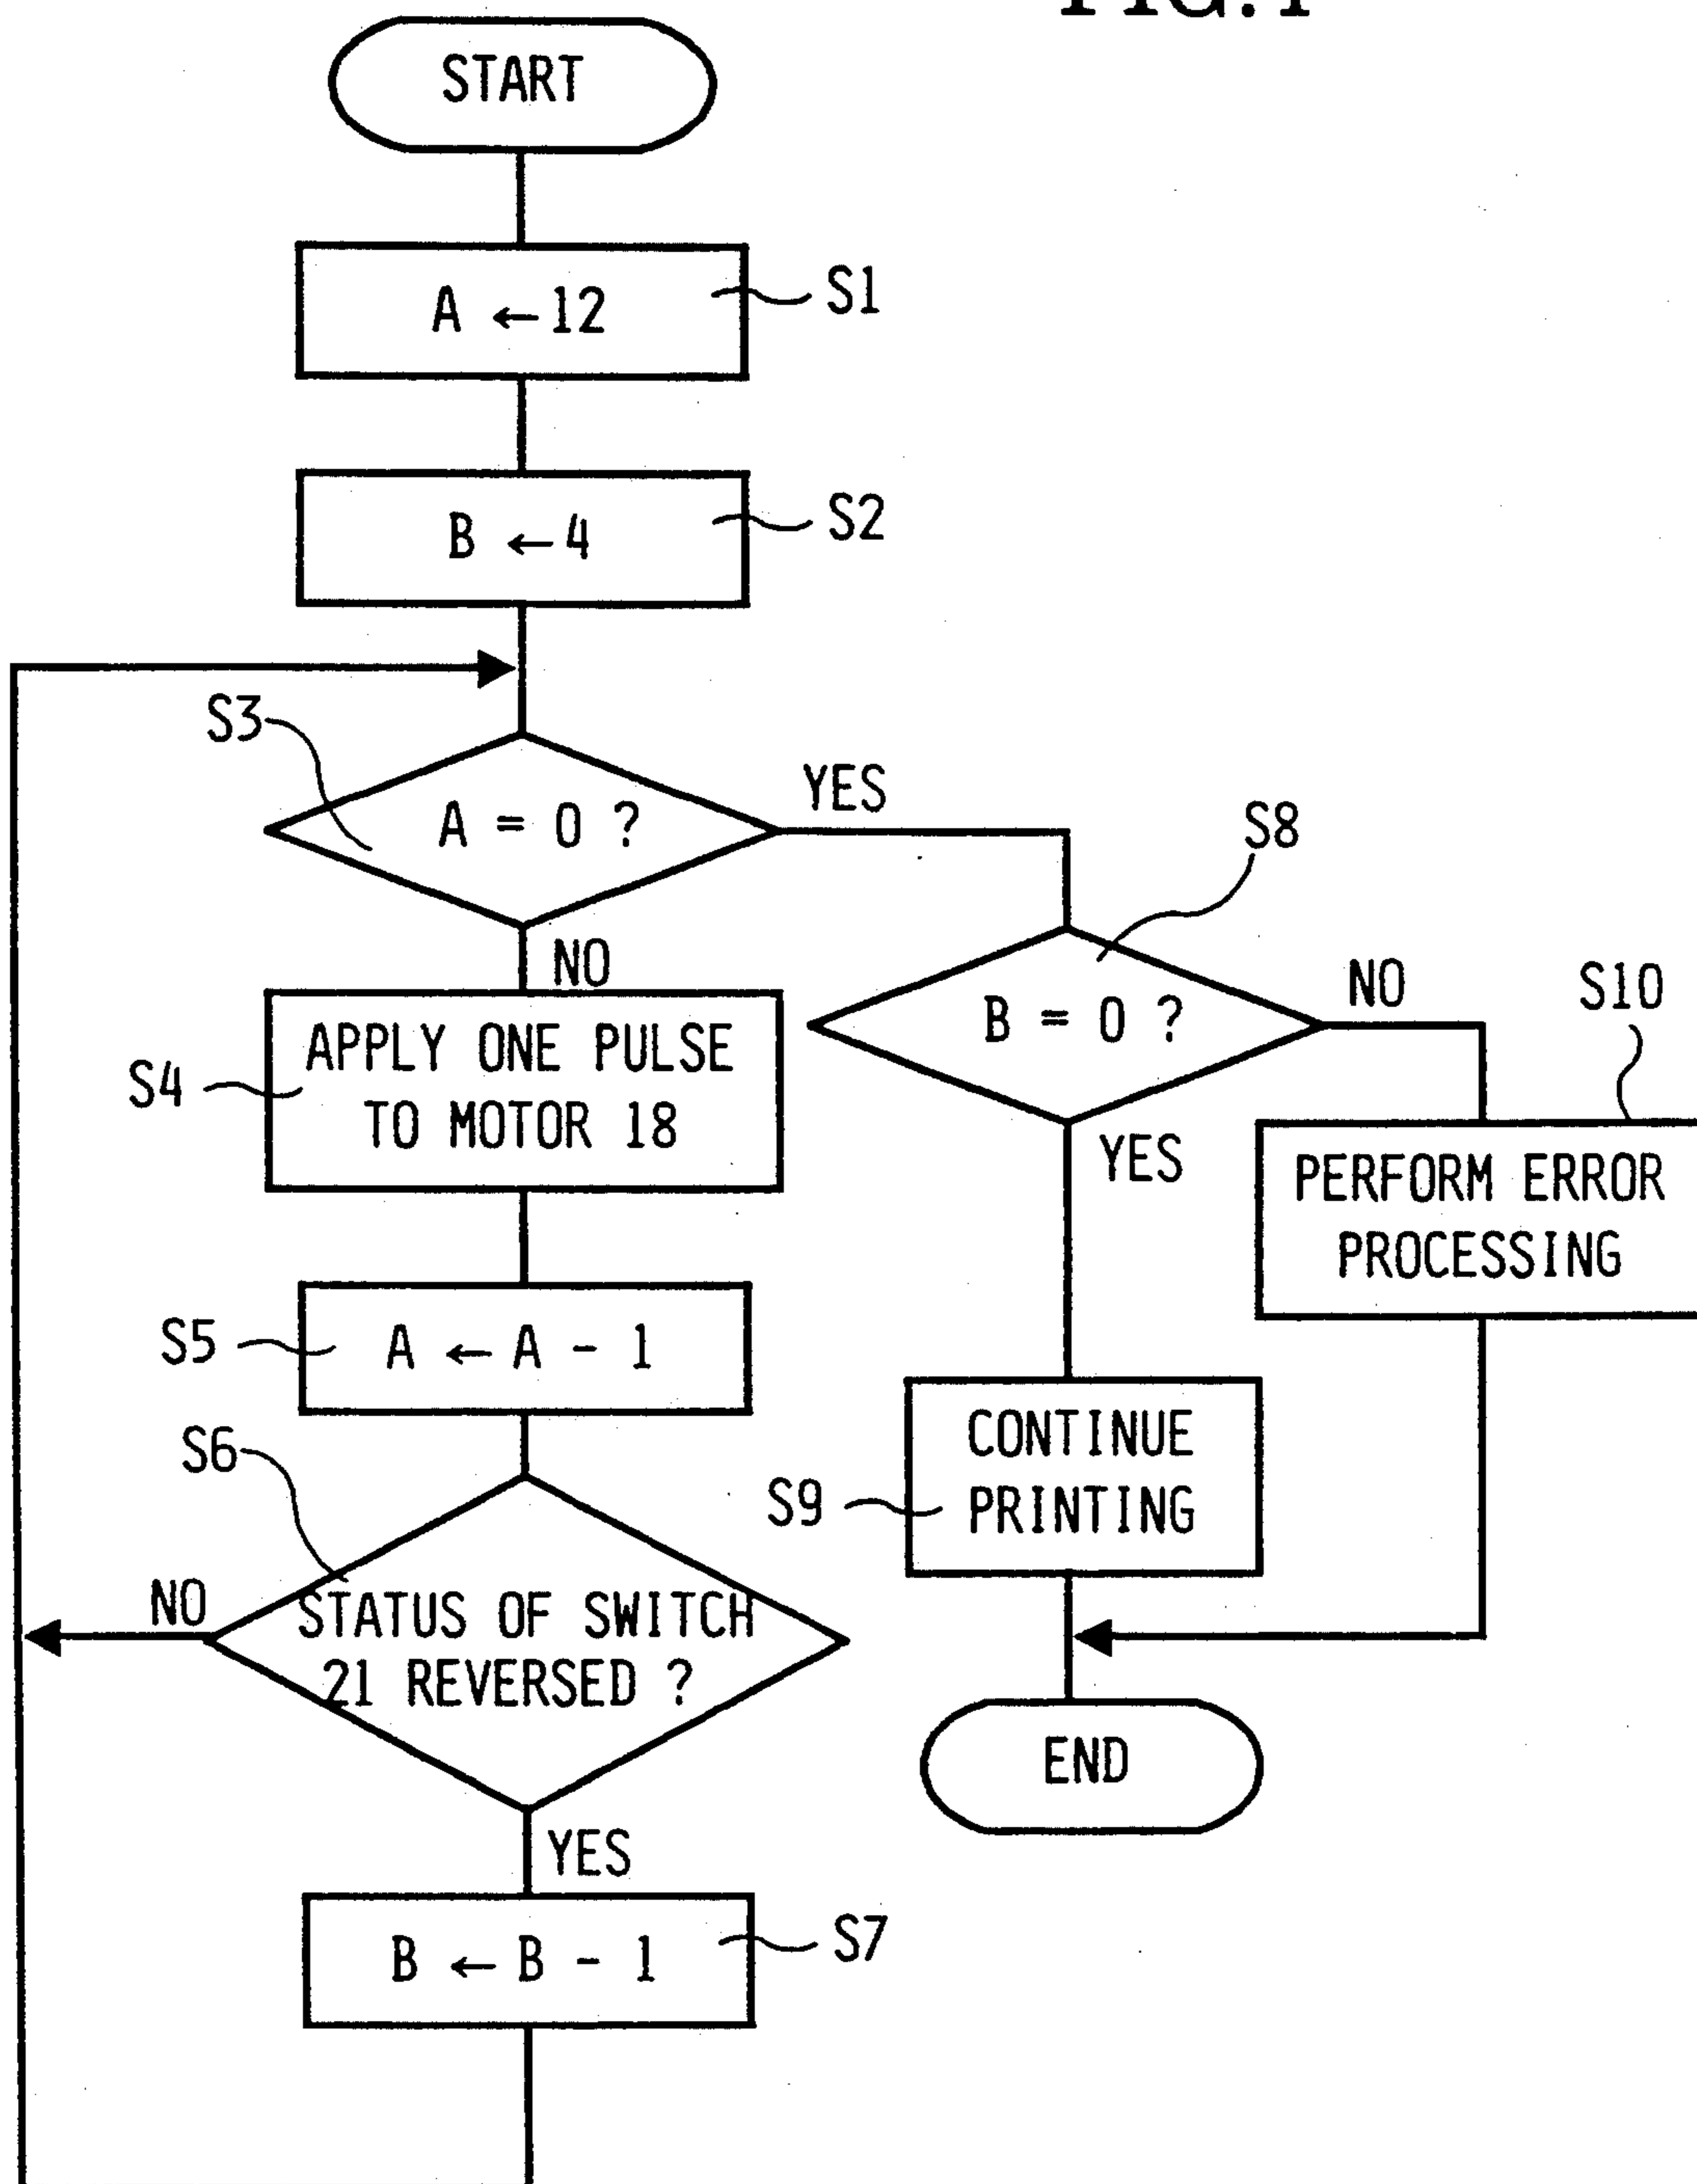 START
A ← 12
S1
B ← 4
S2
S3
A = 0 ?
YES
NO
S8
B = 0 ?
NO
S10
YES
S4
APPLY ONE PULSE
TO MOTOR 18
PERFORM ERROR
PROCESSING
S5
A ← A - 1
S6
STATUS OF SWITCH
21 REVERSED ?
NO
YES
S9
CONTINUE
PRINTING
END
B ← B - 1
S7